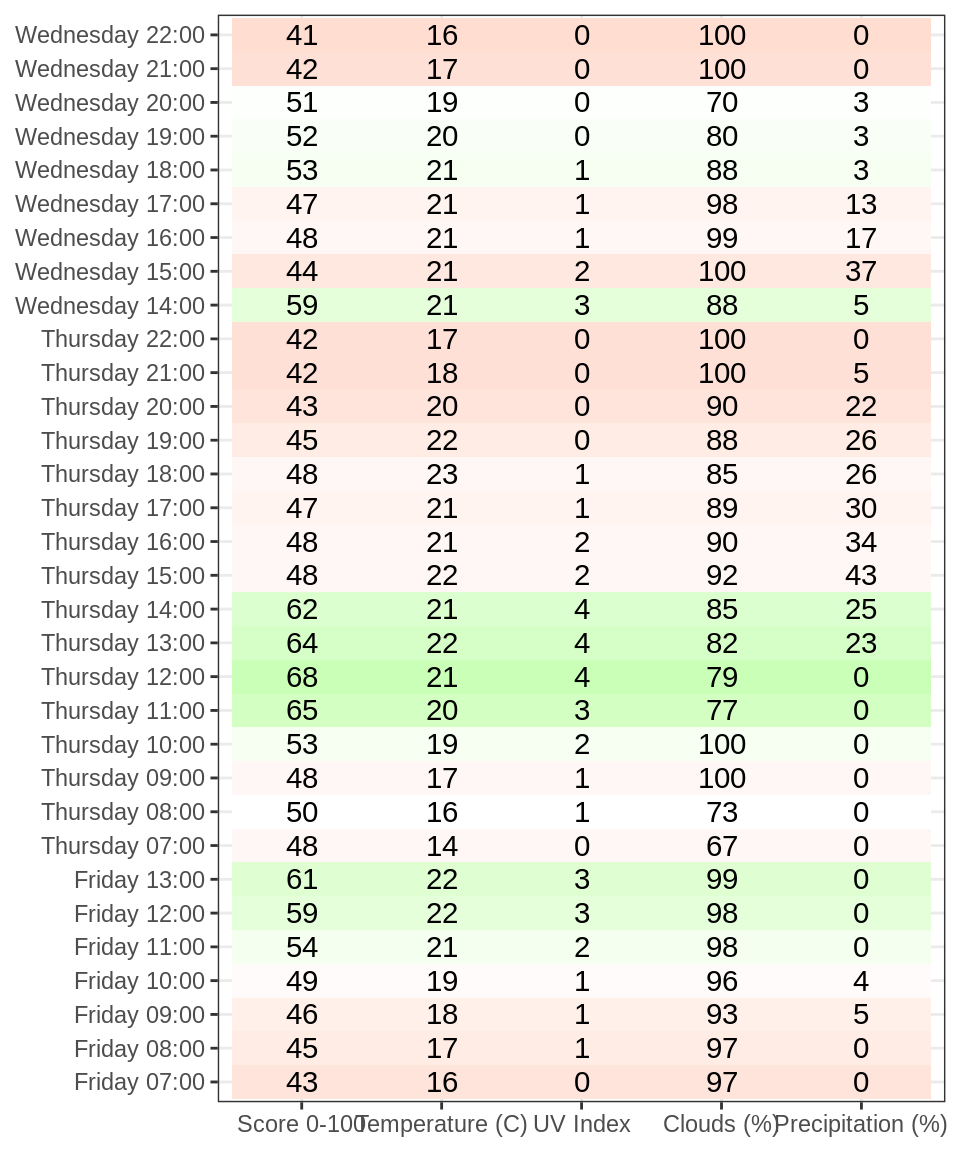 Wednesday 22:00 41 16 0 100 0
Wednesday 21:00 42 17 0 100 0
Wednesday 20:00 51 19 0 70 3
Wednesday 19:00 52 20 0 80 3
Wednesday 18:00 53 21 1 88 3
Wednesday 17:00 47 21 1 98 13
Wednesday 16:00 48 21 1 99 17
Wednesday 15:00 44 21 2 100 37
Wednesday 14:00 59 21 3 88 5
Thursday 22:00 42 17 0 100 0
Thursday 21:00 42 18 0 100 5
Thursday 20:00 43 20 0 90 22
Thursday 19:00 45 22 0 88 26
Thursday 18:00 48 23 1 85 26
Thursday 17:00 47 21 1 89 30
Thursday 16:00 48 21 2 90 34
Thursday 15:00 48 22 2 92 43
Thursday 14:00 62 21 4 85 25
Thursday 13:00 64 22 4 82 23
Thursday 12:00 68 21 4 79 0
Thursday 11:00 65 20 3 77 0
Thursday 10:00 53 19 2 100 0
Thursday 09:00 48 17 1 100 0
Thursday 08:00 50 16 1 73 0
Thursday 07:00 48 14 0 67 0
Friday 13:00 61 22 3 99 0
Friday 12:00 59 22 3 98 0
Friday 11:00 54 21 2 98 0
Friday 10:00 49 19 1 96 4
Friday 09:00 46 18 1 93 5
Friday 08:00 45 17 1 97 0
Friday 07:00 43 16 0 97 0
Score 0-100 Temperature (C) UV Index Clouds (%) Precipitation (%)